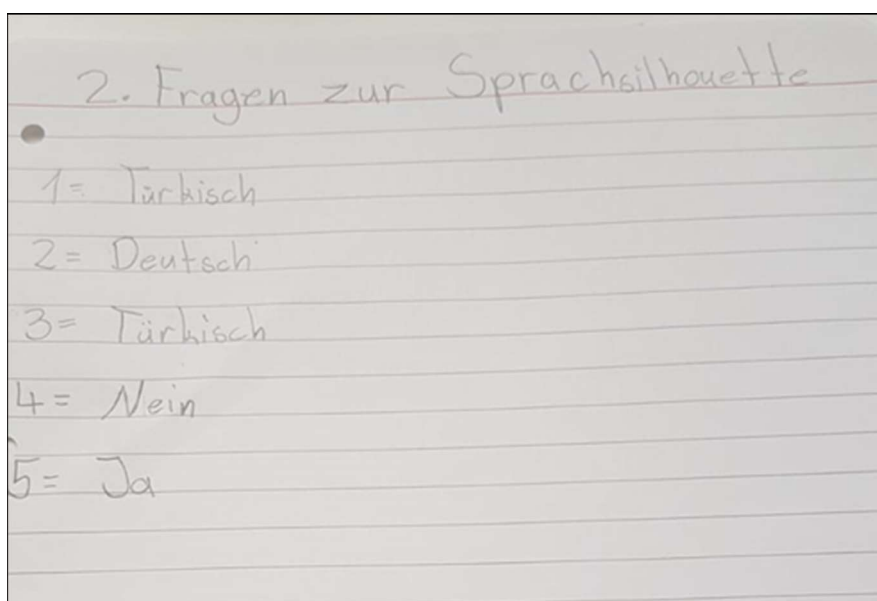 2. Fragen zur Sprachsilhouette
1= Türkisch
2= Deutsch
3= Türkisch
4= Nein
5= Ja